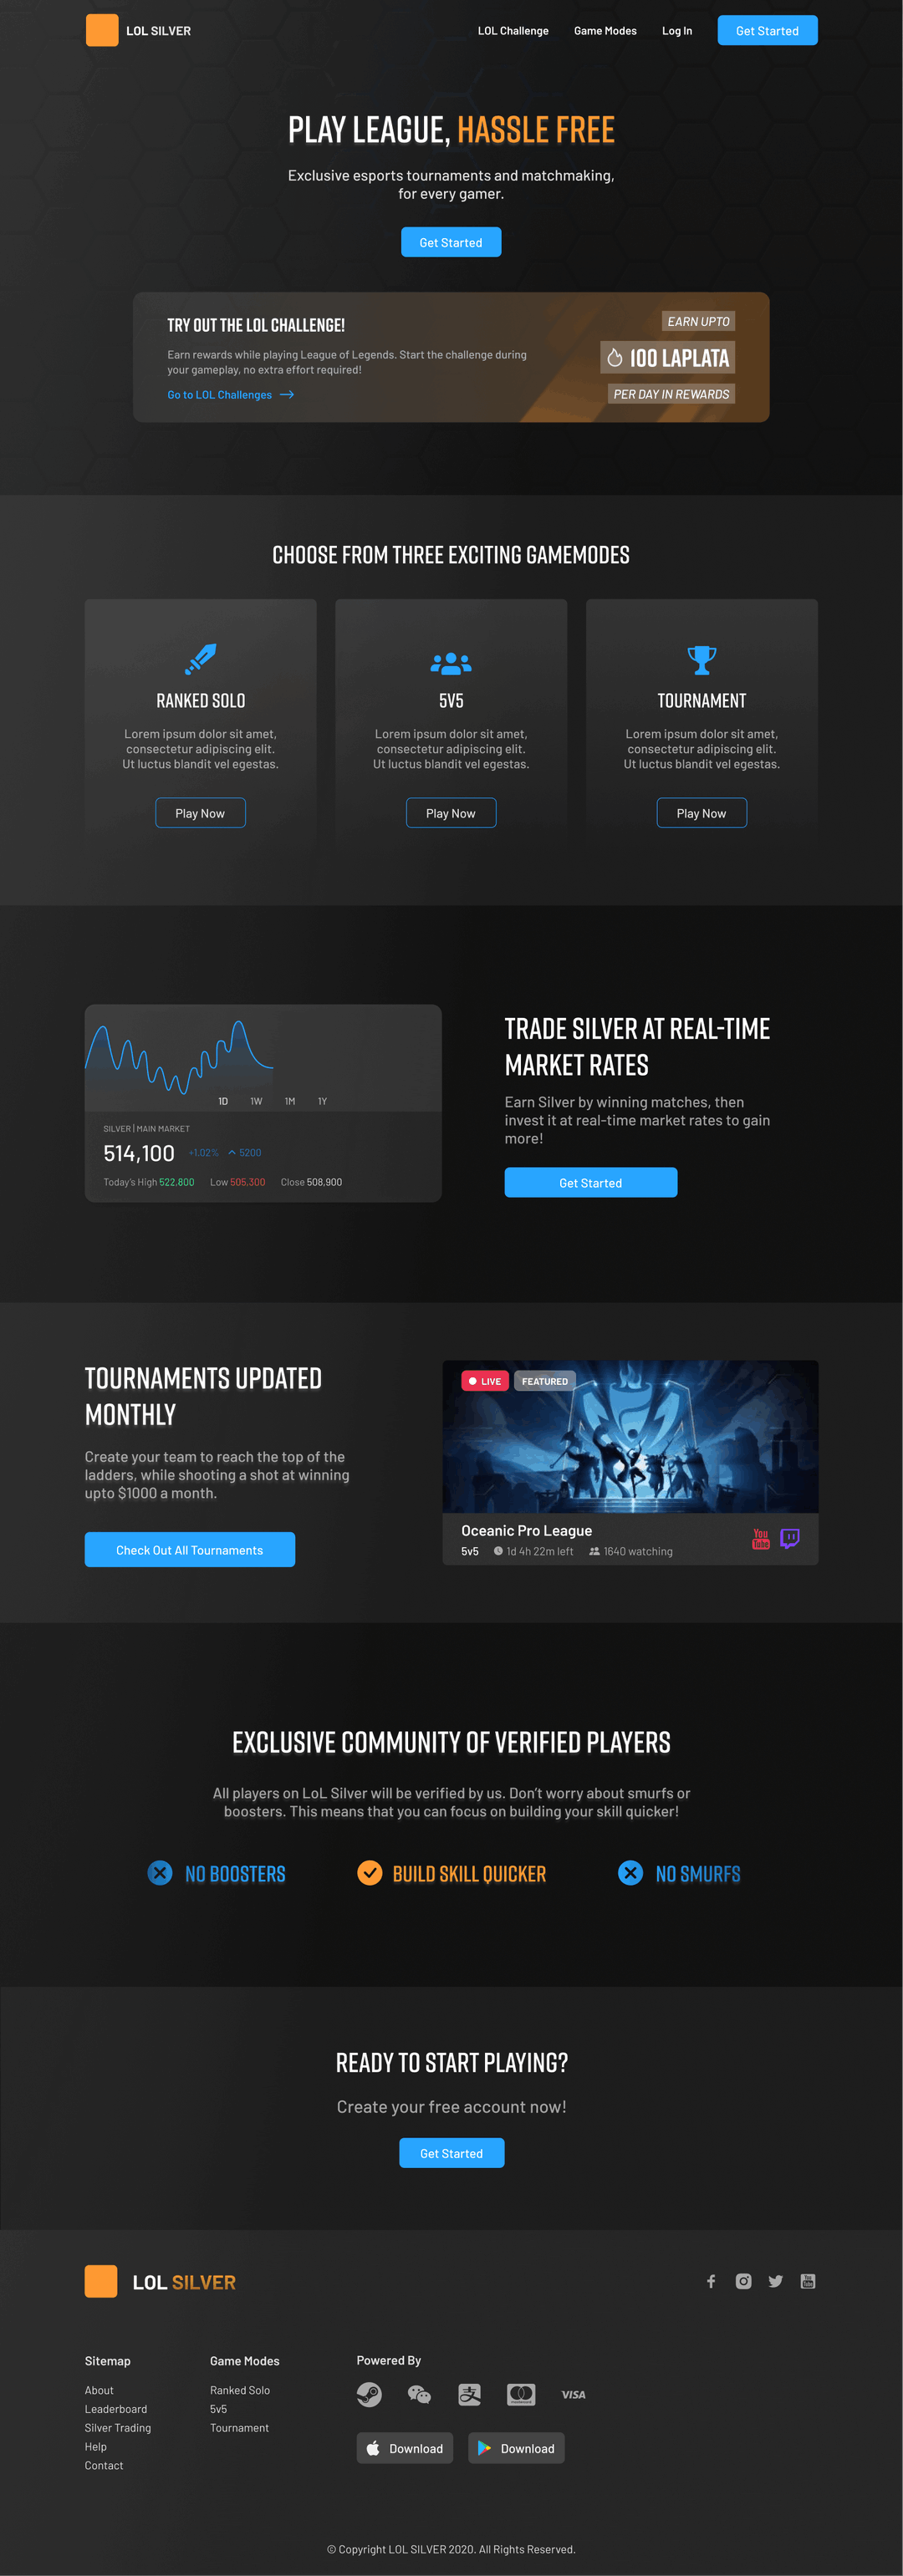 LOL SILVER
LOL Challenge
Game Modes
Log In
Get Started
PLAY LEAGUE, HASSLE FREE
Exclusive esports tournaments and matchmaking,
for every gamer.
Get Started
TRY OUT THE LOL CHALLENGE!
Earn rewards while playing League of Legends. Start the challenge during
your gameplay, no extra effort required!
Go to LOL Challenges
EARN UPTO
100 LAPLATA
PER DAY IN REWARDS
CHOOSE FROM THREE EXCITING GAMEMODES
RANKED SOLO
Lorem ipsum dolor sit amet,
consectetur adipiscing elit.
Ut luctus blandit vel egestas.
Play Now
5V5
Lorem ipsum dolor sit amet,
consectetur adipiscing elit.
Ut luctus blandit vel egestas.
Play Now
TOURNAMENT
Lorem ipsum dolor sit amet,
consectetur adipiscing elit.
Ut luctus blandit vel egestas.
Play Now
1D 1W 1M 1Y
SILVER | MAIN MARKET
514,100 +1.02% 5200
Today's High 522,800 Low 505,300 Close 508,900
TRADE SILVER AT REAL-TIME
MARKET RATES
Earn Silver by winning matches, then
invest it at real-time market rates to gain
more!
Get Started
TOURNAMENTS UPDATED
MONTHLY
Create your team to reach the top of the
ladders, while shooting a shot at winning
upto $1000 a month.
Check Out All Tournaments
LIVE
FEATURED
Oceanic Pro League
5v5 1d 4h 22m left 1640 watching
You
Tube
EXCLUSIVE COMMUNITY OF VERIFIED PLAYERS
All players on LoL Silver will be verified by us. Don't worry about smurfs or
boosters. This means that you can focus on building your skill quicker!
NO BOOSTERS
BUILD SKILL QUICKER
NO SMURFS
READY TO START PLAYING?
Create your free account now!
Get Started
LOL SILVER
You
Tube
Sitemap
About
Leaderboard
Silver Trading
Help
Contact
Game Modes
Ranked Solo
5v5
Tournament
Powered By
支
mastercard
VISA
Download
Download
© Copyright LOL SILVER 2020. All Rights Reserved.